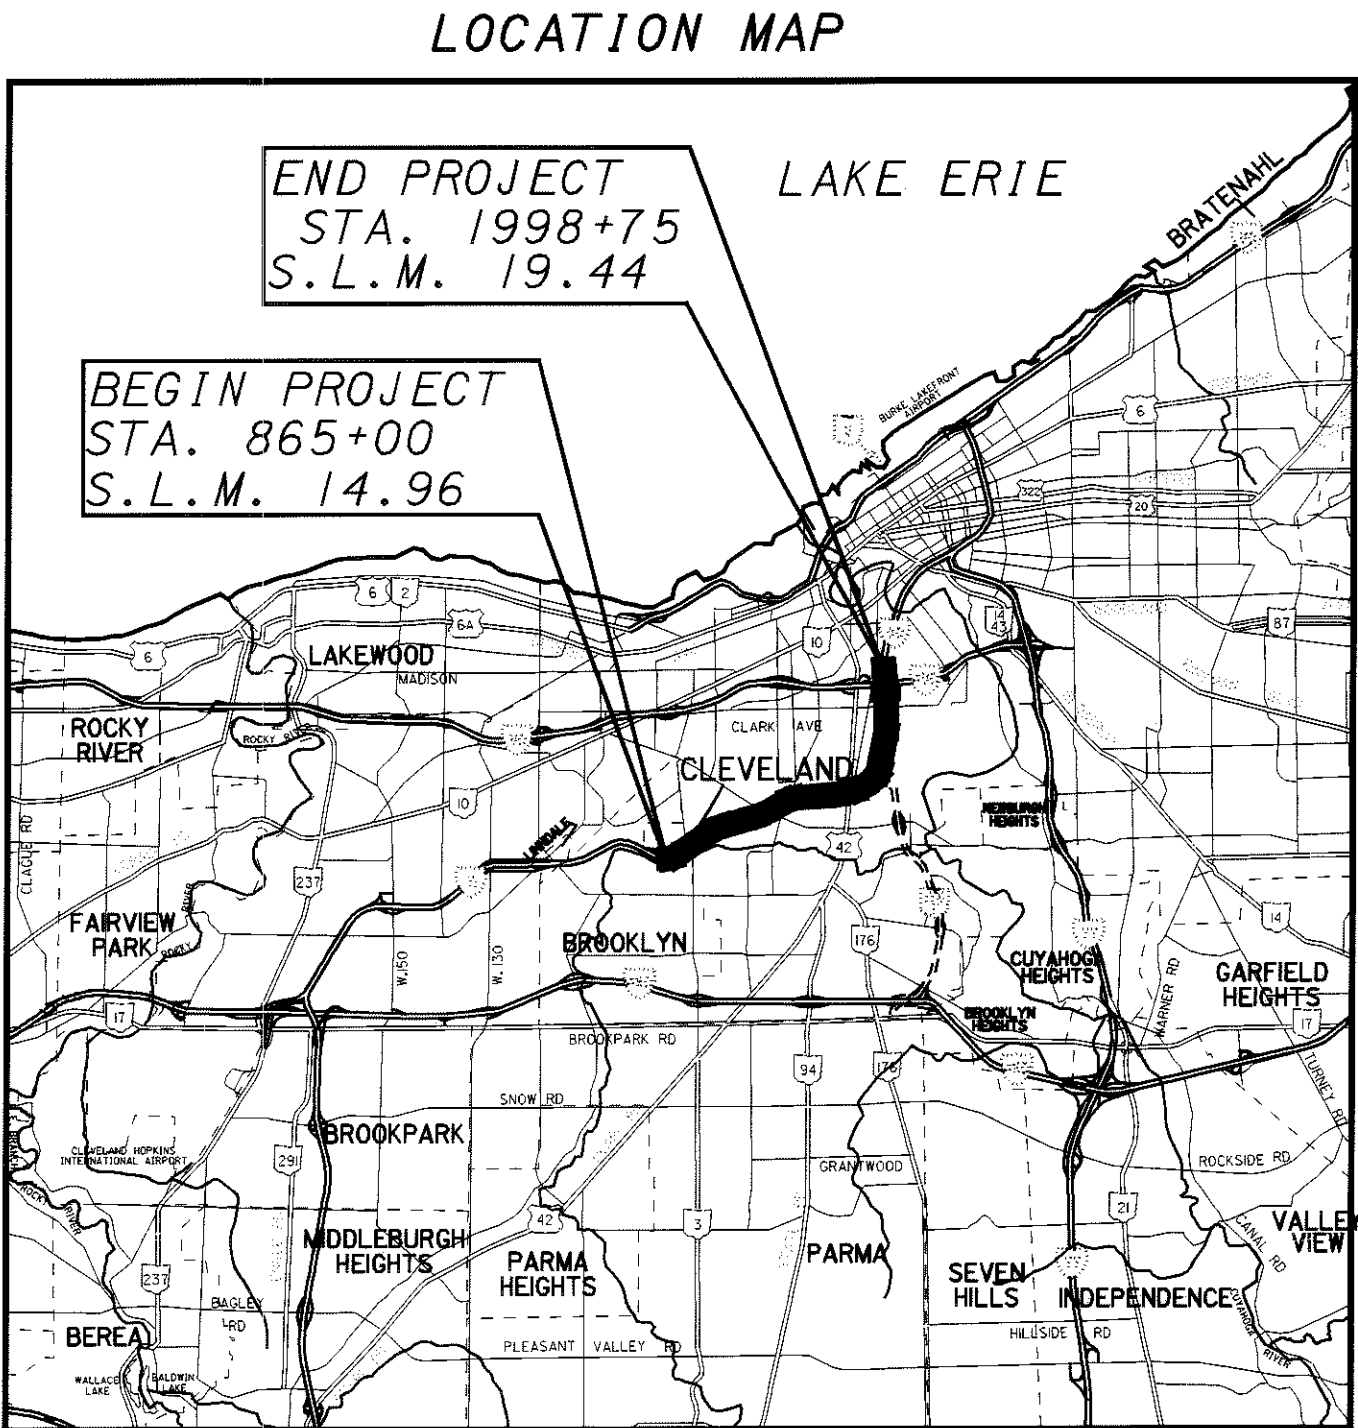 LOCATION MAP
END PROJECT
STA. 1998+75
S.L.M. 19.44
LAKE ERIE
BRATENAHL
BEGIN PROJECT
STA. 865+00
S.L.M. 14.96
BURKE LAKEFRONT
AIRPORT
6
322
20
6
2
6A
6
10
14
43
87
LAKEWOOD
MADISON
ROCKY
RIVER
ROCKY RIVER
CLARK AVE
CLEVELAND
10
NEWBURGH
HEIGHTS
CLAGUE RD
LINNDALE
42
237
FAIRVIEW
PARK
ROCKY
RIVER
BROOKLYN
176
14
W.150
W. 130
CUYAHOGA
HEIGHTS
WARNER RD
GARFIELD
HEIGHTS
17
BROOKLYN
HEIGHTS
17
BROOKPARK RD
94
176
TURNEY RD
SNOW RD
BROOKPARK
BRANCH
CLEVELAND HOPKINS
INTERNATIONAL AIRPORT
291
GRANTWOOD
ROCKSIDE RD
ROCKY
RIVER
42
3
21
MIDDLEBURGH
HEIGHTS
PARMA
HEIGHTS
PARMA
CANAL RD
VALLEY
VIEW
237
SEVEN
HILLS
INDEPENDENCE
CUYAHOGA
RIVER
BAGLEY
RD
BEREA
PLEASANT VALLEY RD
HILLSIDE RD
WALLACE
LAKE
BALDWIN
LAKE